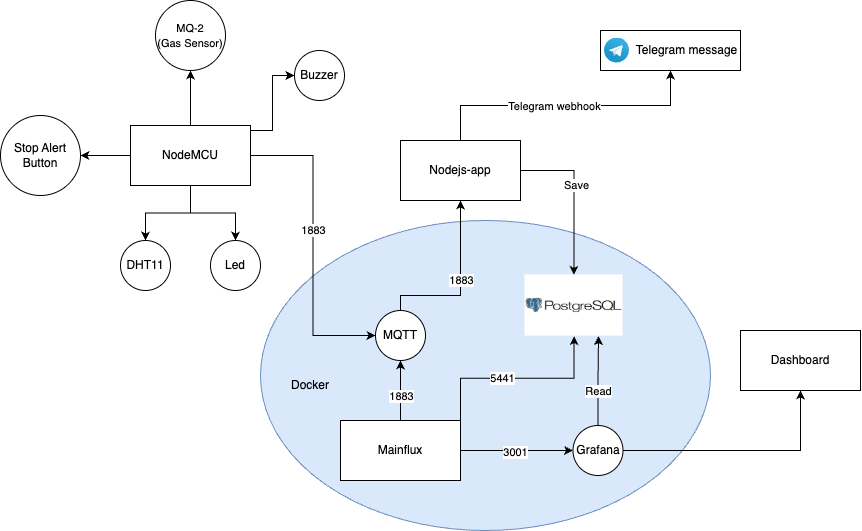 MQ-2
(Gas Sensor)
Telegram message
Buzzer
Telegram webhook
Stop Alert
Button
NodeMCU
Nodejs-app
Save
1883
DHT11
Led
1883
PostgreSQL
MQTT
Dashboard
Docker
5441
1883
Read
Mainflux
3001
Grafana